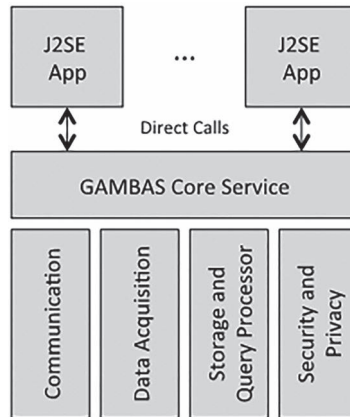 J2SE
App
...
J2SE
App
Direct Calls
GAMBAS Core Service
Communication
Data Acquisition
Storage and
Query Processor
Security and
Privacy